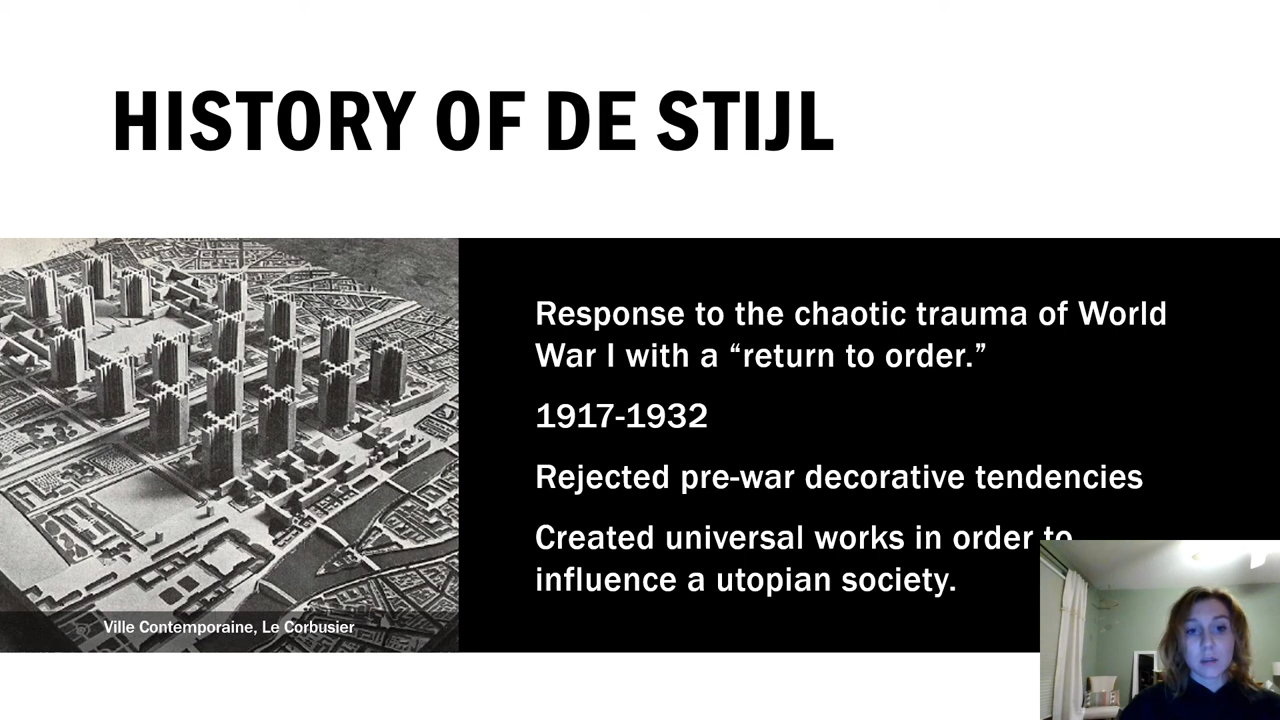 HISTORY OF DE STIJL
Response to the chaotic trauma of World
War I with a “return to order.”
1917-1932
Rejected pre-war decorative tendencies
Created universal works in order to
influence a utopian society.
Ville Contemporaine, Le Corbusier